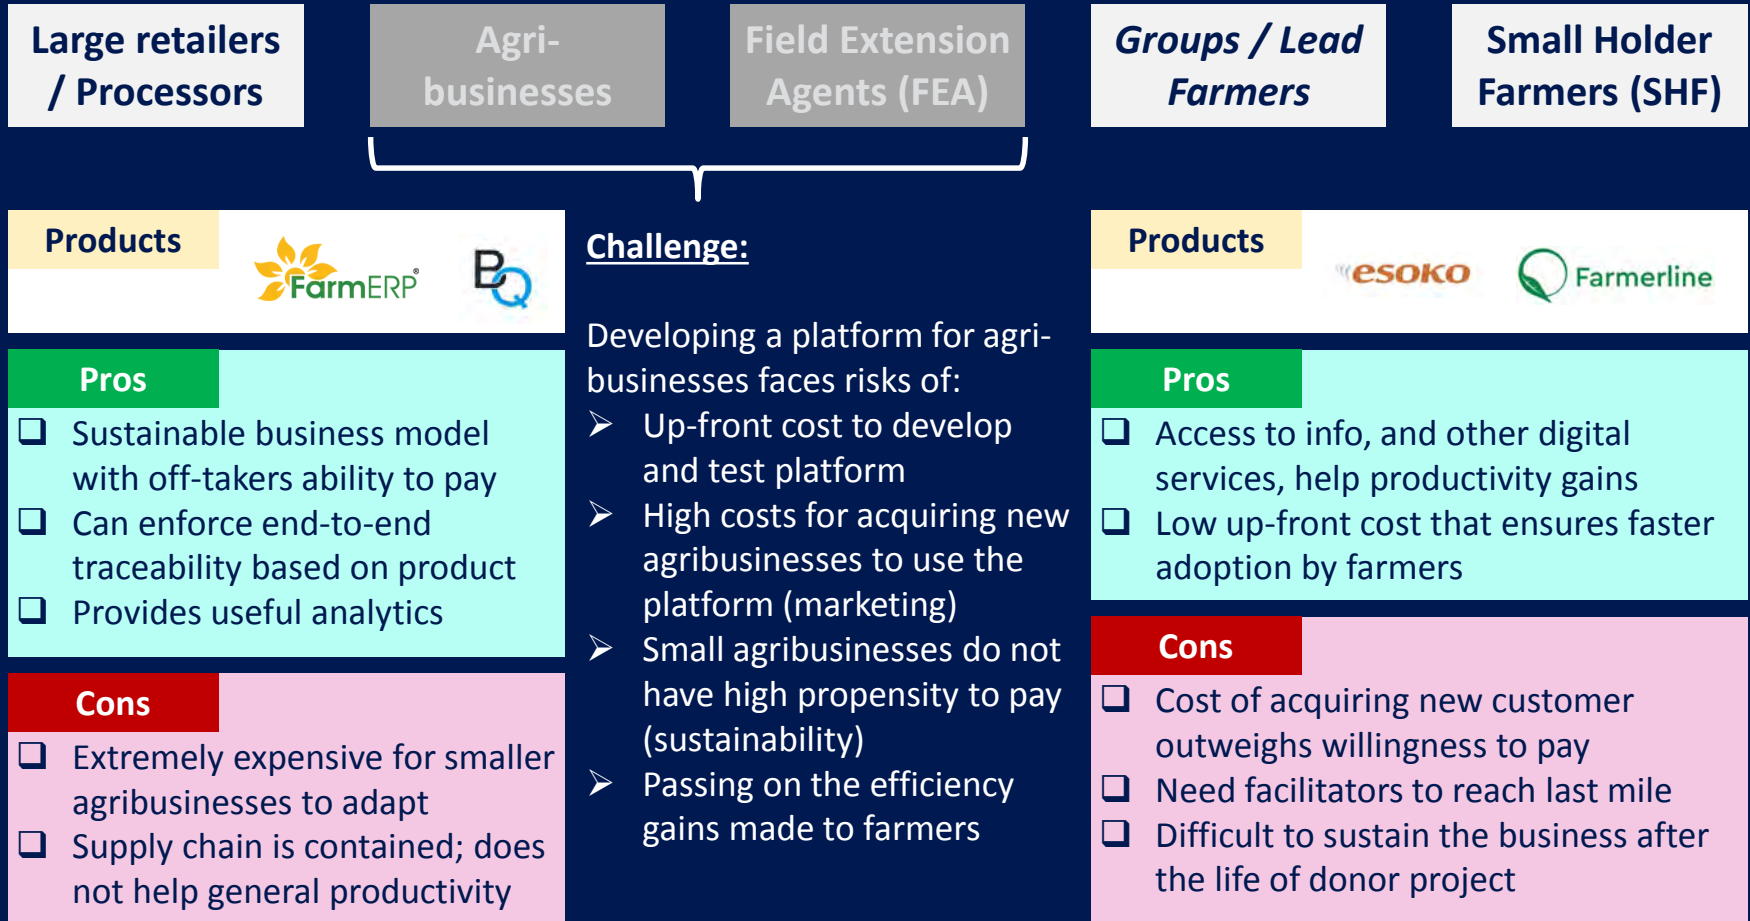 Large retailers
/ Processors
Agri-
businesses
Field Extension
Agents (FEA)
Groups / Lead
Farmers
Small Holder
Farmers (SHF)
Products
FarmERP®
BQ
Pros
❑ Sustainable business model
with off-takers ability to pay
❑ Can enforce end-to-end
traceability based on product
❑ Provides useful analytics
Cons
❑ Extremely expensive for smaller
agribusinesses to adapt
❑ Supply chain is contained; does
not help general productivity
Challenge:
Developing a platform for agri-
businesses faces risks of:
➢ Up-front cost to develop
and test platform
➢ High costs for acquiring new
agribusinesses to use the
platform (marketing)
➢ Small agribusinesses do not
have high propensity to pay
(sustainability)
➢ Passing on the efficiency
gains made to farmers
Products
esoko
Farmerline
Pros
❑ Access to info, and other digital
services, help productivity gains
❑ Low up-front cost that ensures faster
adoption by farmers
Cons
❑ Cost of acquiring new customer
outweighs willingness to pay
❑ Need facilitators to reach last mile
❑ Difficult to sustain the business after
the life of donor project